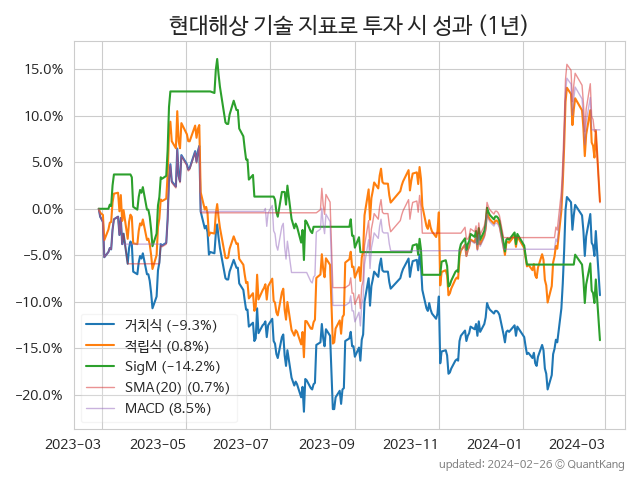 현대해상 기술 지표로 투자 시 성과 (1년)
15.0%
10.0%
5.0%
0.0%
−5.0%
−10.0%
−15.0%
−20.0%
거치식 (−9.3%)
적립식 (0.8%)
SigM (−14.2%)
SMA(20) (0.7%)
MACD (8.5%)
2023−03 2023−05 2023−07 2023−09 2023−11 2024−01 2024−03
updated: 2024−02−26 ⓒ QuantKang